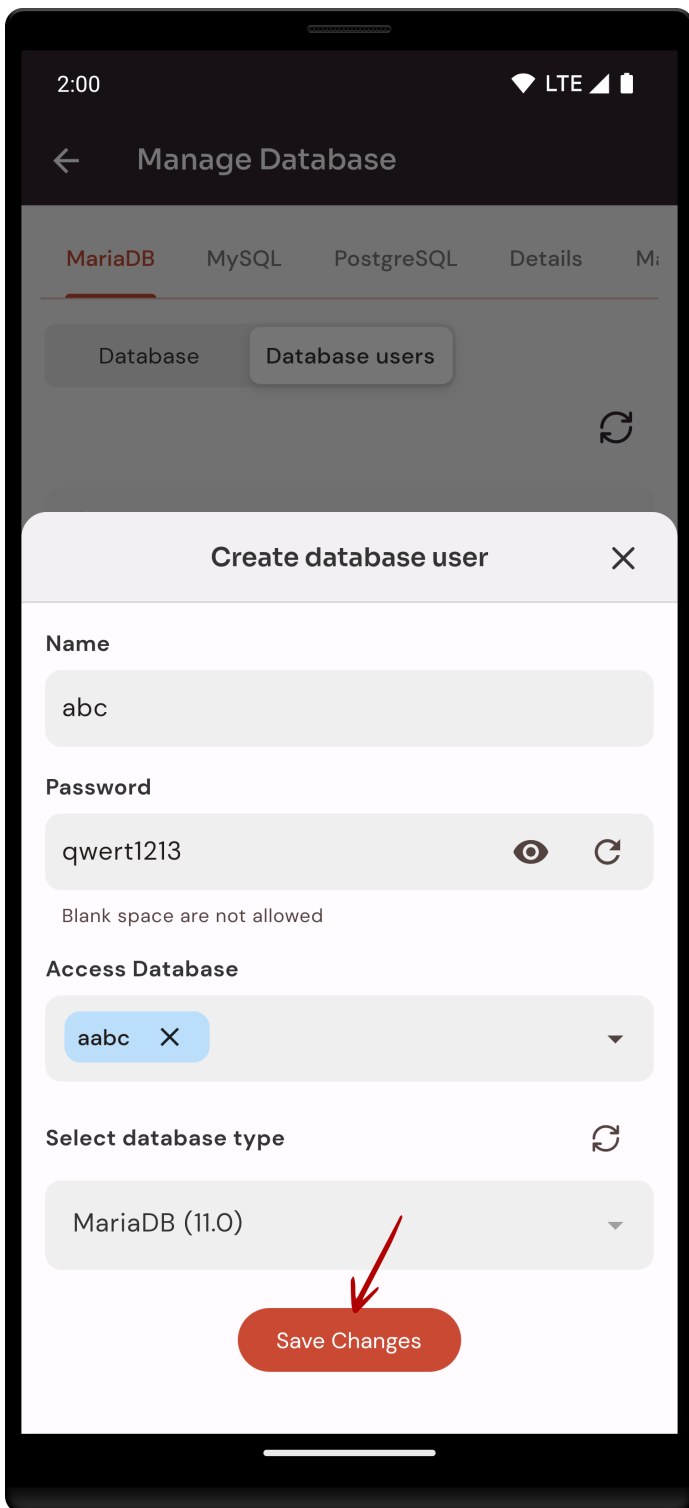 2:00 LTE
Manage Database
MariaDB MySQL PostgreSQL Details
Database Database users
Create database user
Name
abc
Password
qwert1213
Blank space are not allowed
Access Database
aabc
Select database type
MariaDB (11.0)
Save Changes